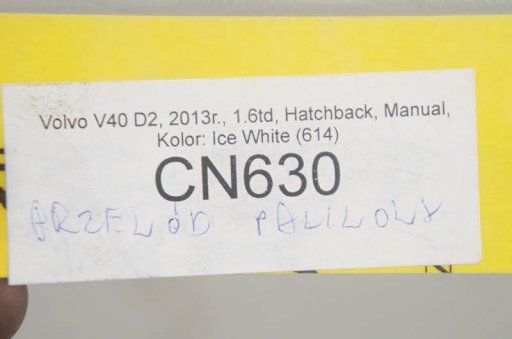 Volvo V40 D2, 2013r., 1.6td, Hatchback, Manual,
Kolor: Ice White (614)
CN630
PRZEWÓD PALIWOWY